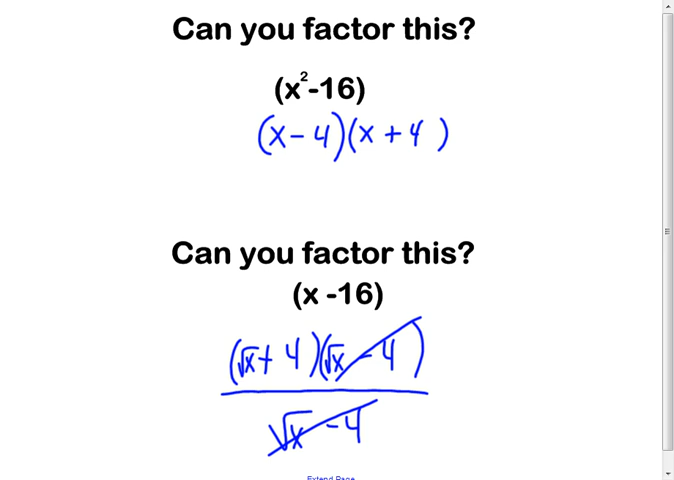 Can you factor this?
(x²-16)
(x-4)(x+4)
Can you factor this?
(x -16)
(√x+4)(√x-4)
√x-4
Extend Page